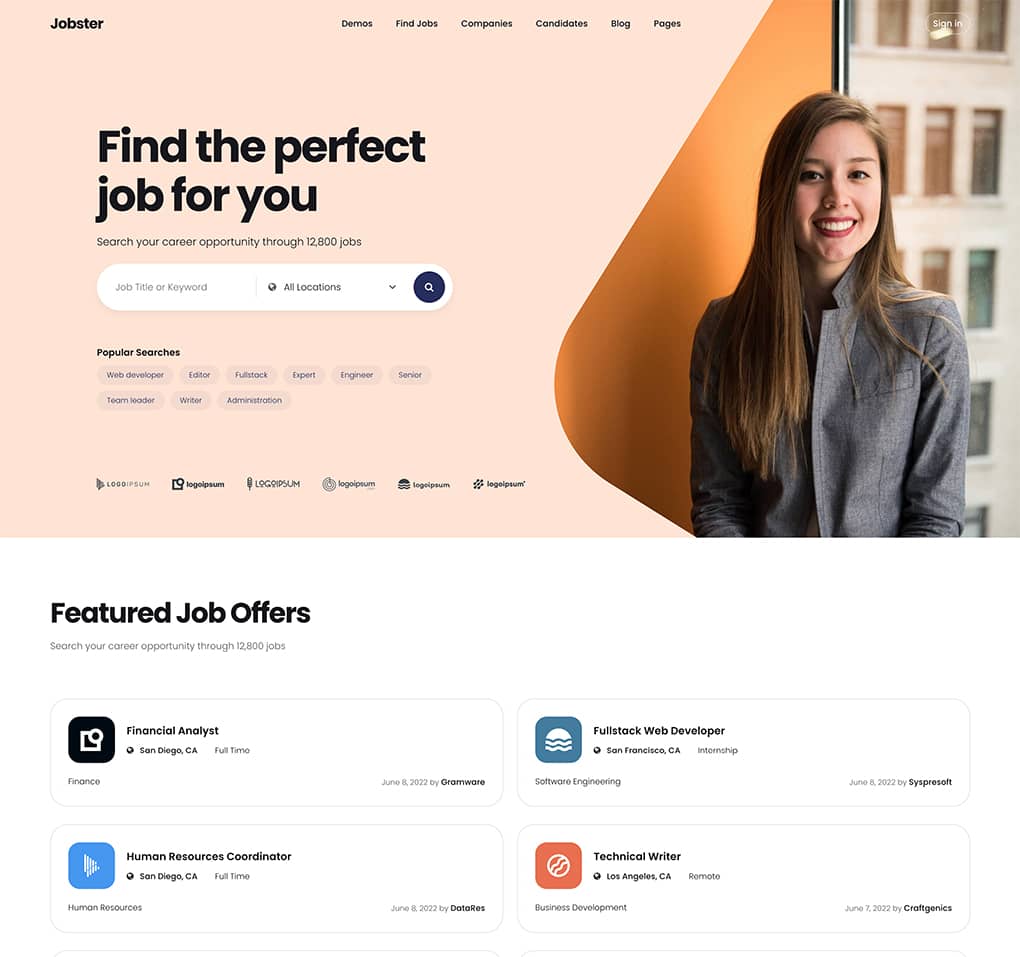 Jobster
Demos Find Jobs Companies Candidates Blog Pages
Sign in
Find the perfect
job for you
Search your career opportunity through 12,800 jobs
Job Title or Keyword All Locations
Popular Searches
Web developer Editor Fullstack Expert Engineer Senior
Team leader Writer Administration
LOGOIPSUM logoipsum LOGOIPSUM logoipsum logoipsum logoipsum
Featured Job Offers
Search your career opportunity through 12,800 jobs
Financial Analyst
San Diego, CA Full Time
Finance June 8, 2022 by Gramware
Fullstack Web Developer
San Francisco, CA Internship
Software Engineering June 8, 2022 by Syspresoft
Human Resources Coordinator
San Diego, CA Full Time
Human Resources June 8, 2022 by DataRes
Technical Writer
Los Angeles, CA Remote
Business Development June 7, 2022 by Craftgenics